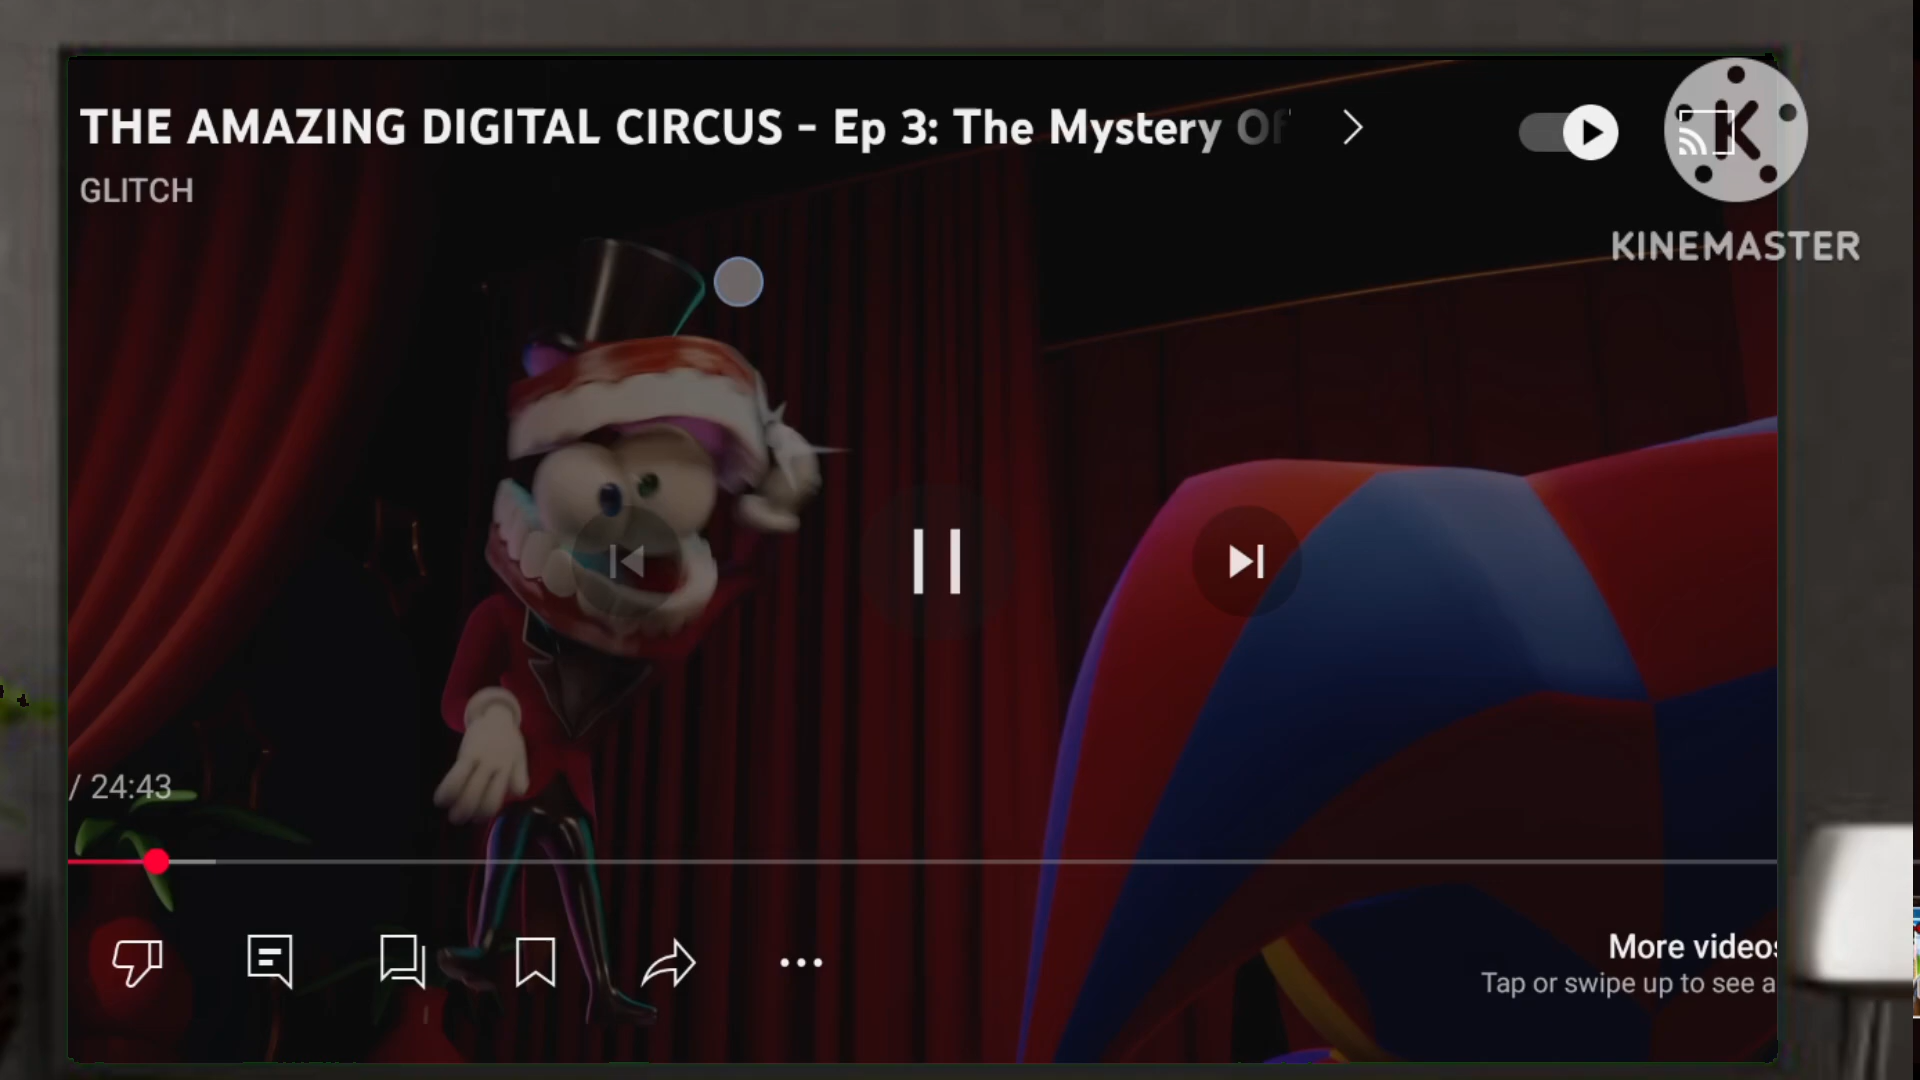 THE AMAZING DIGITAL CIRCUS - Ep 3: The Mystery Of
GLITCH
K
KINEMASTER
/ 24:43
More videos
Tap or swipe up to see a